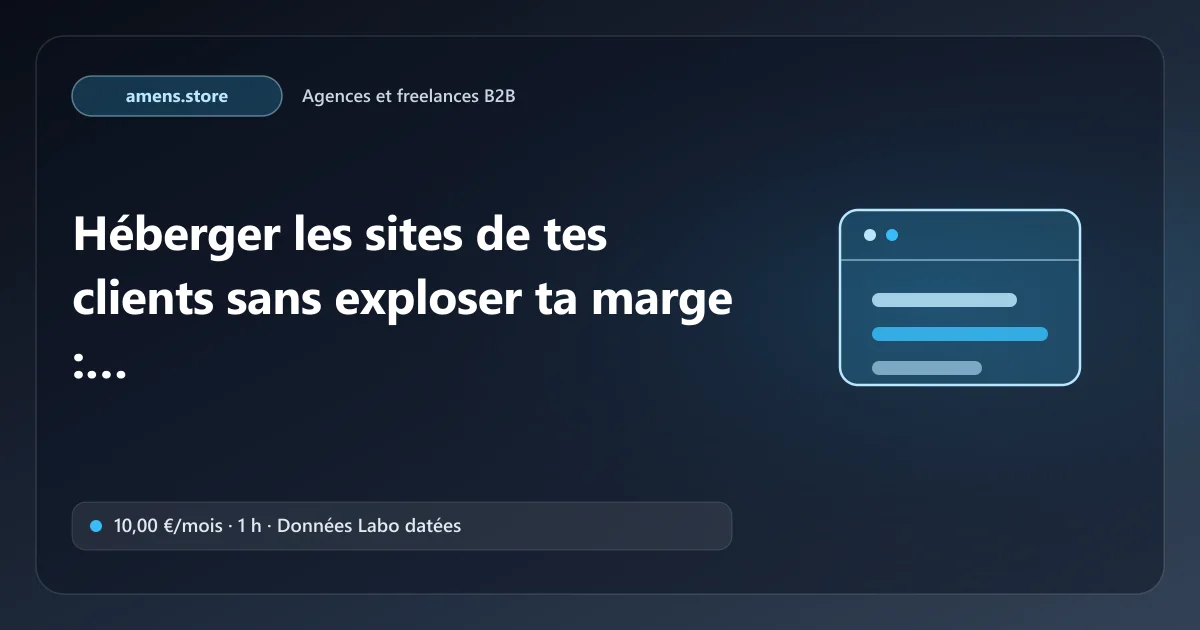 amens.store
Agences et freelances B2B
Héberger les sites de tes
clients sans exploser ta marge
:…
10,00 €/mois · 1 h · Données Labo datées